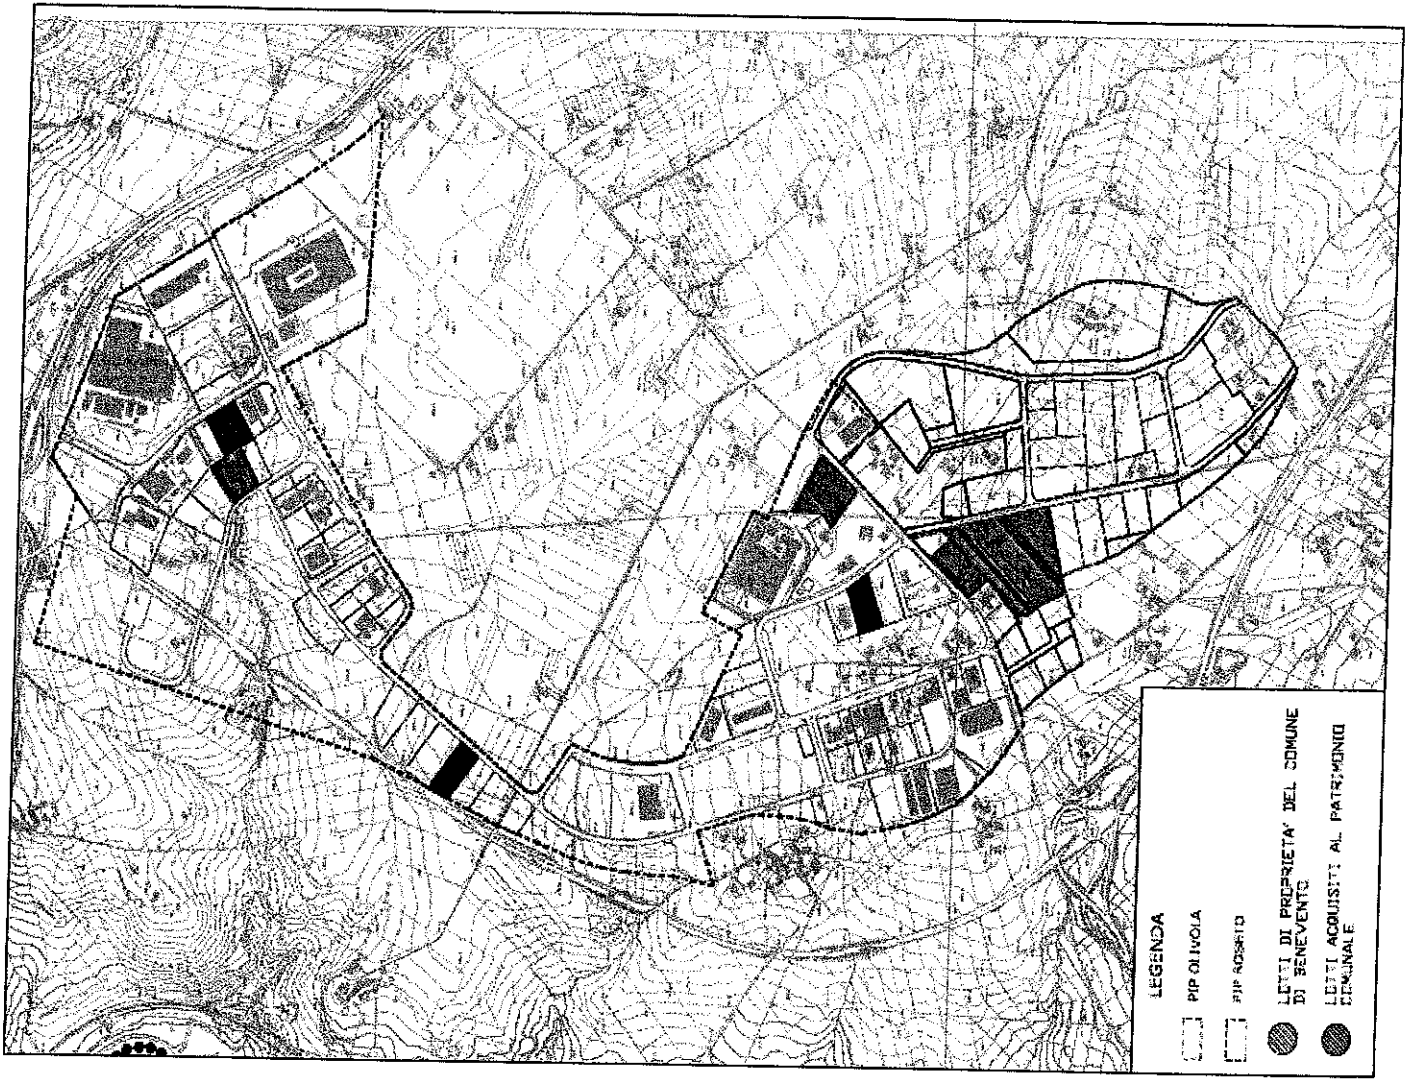 LEGENDA
PIP OLIVOLA
PIP ROSETO
LOTTI DI PROPRIETA' DEL COMUNE
DI BENEVENTO
LOTTI ACQUISITI AL PATRIMONIO
COMUNALE